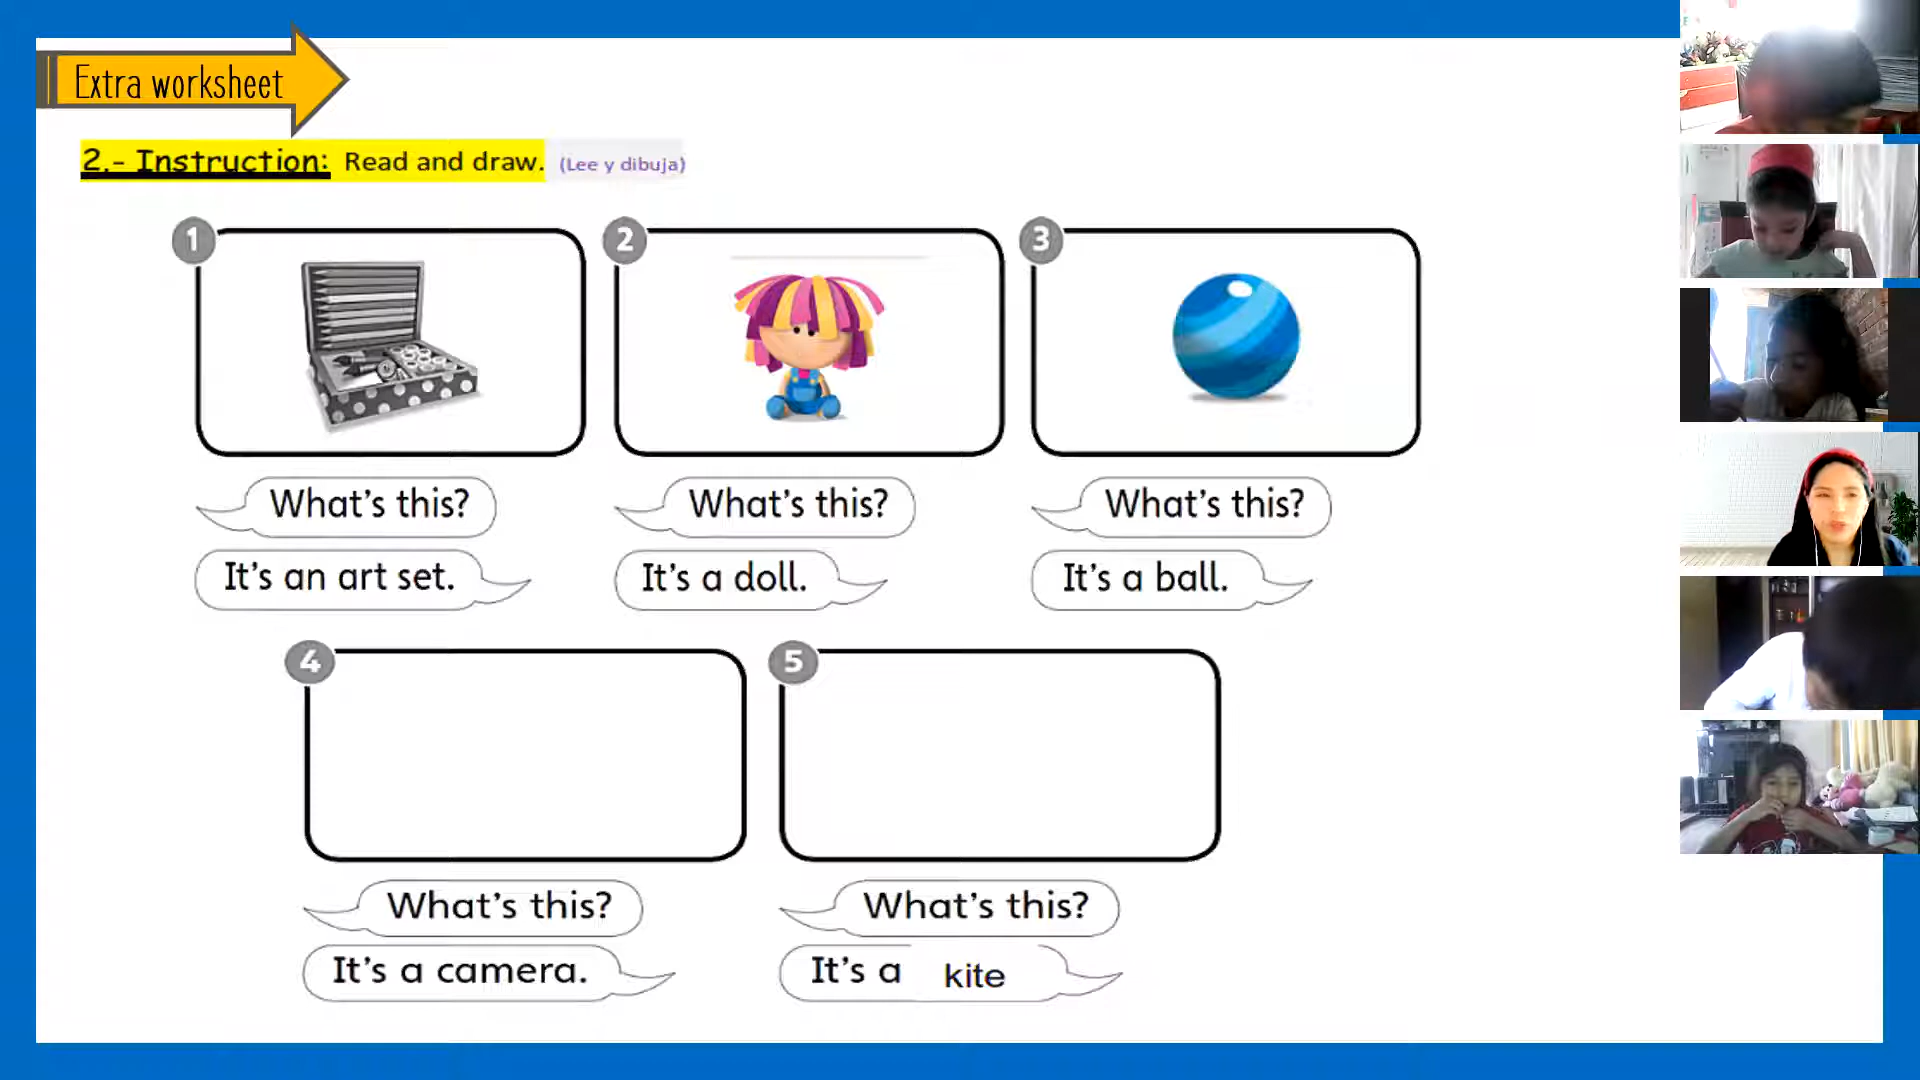 Extra worksheet
2.- Instruction: Read and draw. (Lee y dibuja)
1
2
3
What's this?
What's this?
What's this?
It's an art set.
It's a doll.
It's a ball.
4
5
What's this?
What's this?
It's a camera.
It's a kite